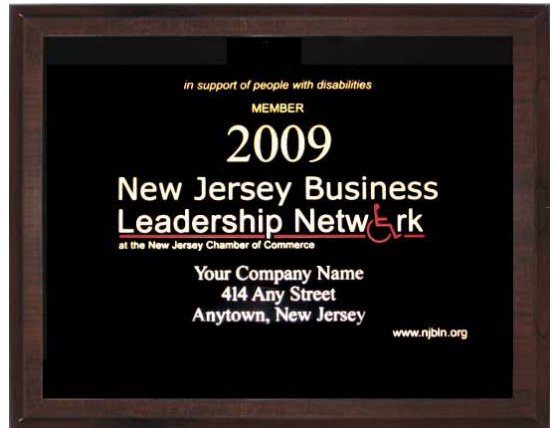 in support of people with disabilities
MEMBER
2009
New Jersey Business
Leadership Network
at the New Jersey Chamber of Commerce
Your Company Name
414 Any Street
Anytown, New Jersey
www.njbln.org